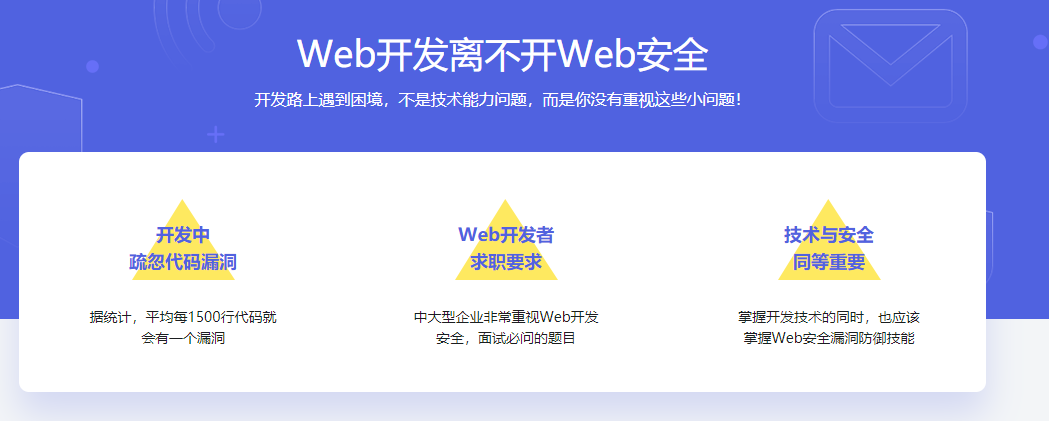 Web开发离不开Web安全
开发路上遇到困境，不是技术能力问题，而是你没有重视这些小问题！
开发中
疏忽代码漏洞
据统计，平均每1500行代码就
会有一个漏洞
Web开发者
求职要求
中大型企业非常重视Web开发
安全，面试必问的题目
技术与安全
同等重要
掌握开发技术的同时，也应该
掌握Web安全漏洞防御技能